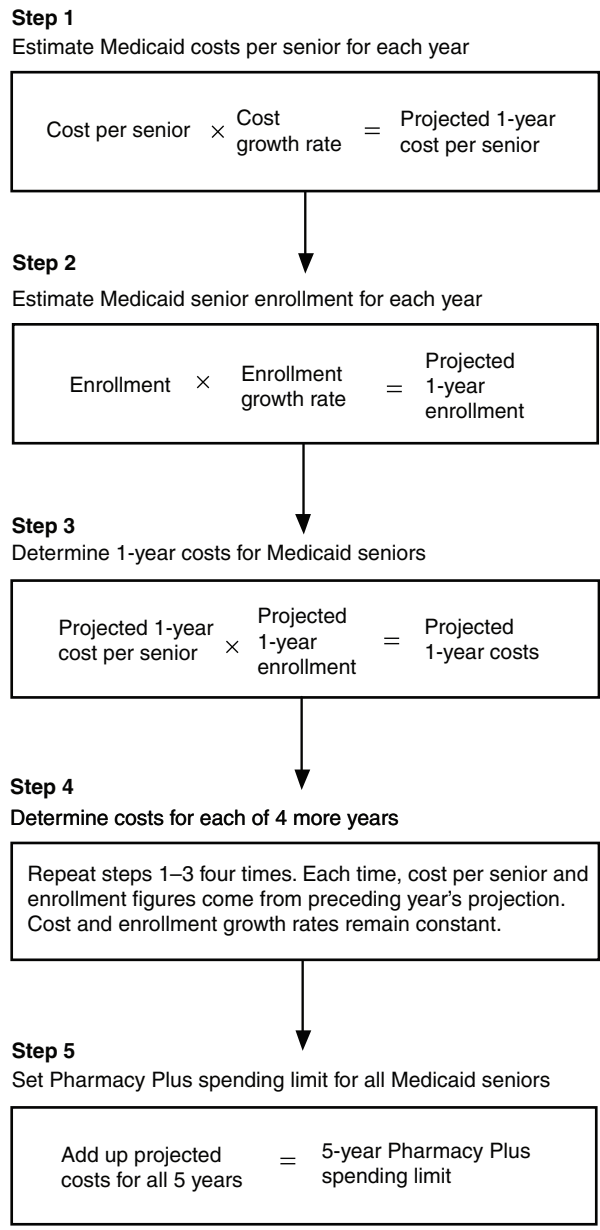 Step 1
Estimate Medicaid costs per senior for each year
Cost per senior × Cost growth rate = Projected 1-year cost per senior
Step 2
Estimate Medicaid senior enrollment for each year
Enrollment × Enrollment growth rate = Projected 1-year enrollment
Step 3
Determine 1-year costs for Medicaid seniors
Projected 1-year cost per senior × Projected 1-year enrollment = Projected 1-year costs
Step 4
Determine costs for each of 4 more years
Repeat steps 1–3 four times. Each time, cost per senior and
enrollment figures come from preceding year's projection.
Cost and enrollment growth rates remain constant.
Step 5
Set Pharmacy Plus spending limit for all Medicaid seniors
Add up projected costs for all 5 years = 5-year Pharmacy Plus spending limit